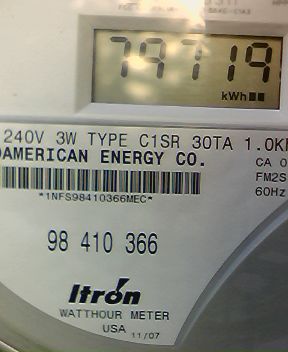 79719
kWh
240V 3W TYPE C1SR 30TA 1.0K
AMERICAN ENERGY CO.
CA 0
FM2S
60Hz
*1NFS98410366MEC*
98 410 366
Itron
WATTHOUR METER
USA 11/07